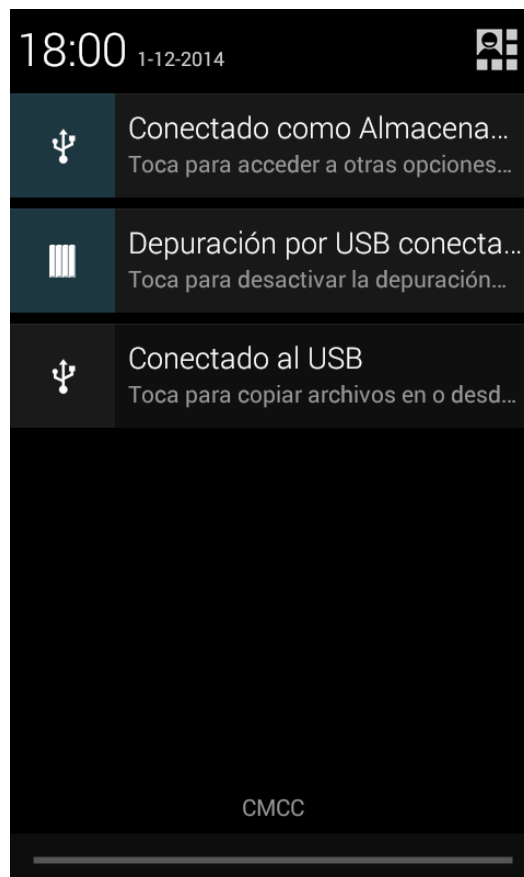 18:00 1-12-2014
Conectado como Almacena...
Toca para acceder a otras opciones...
Depuración por USB conecta...
Toca para desactivar la depuración...
Conectado al USB
Toca para copiar archivos en o desd...
CMCC